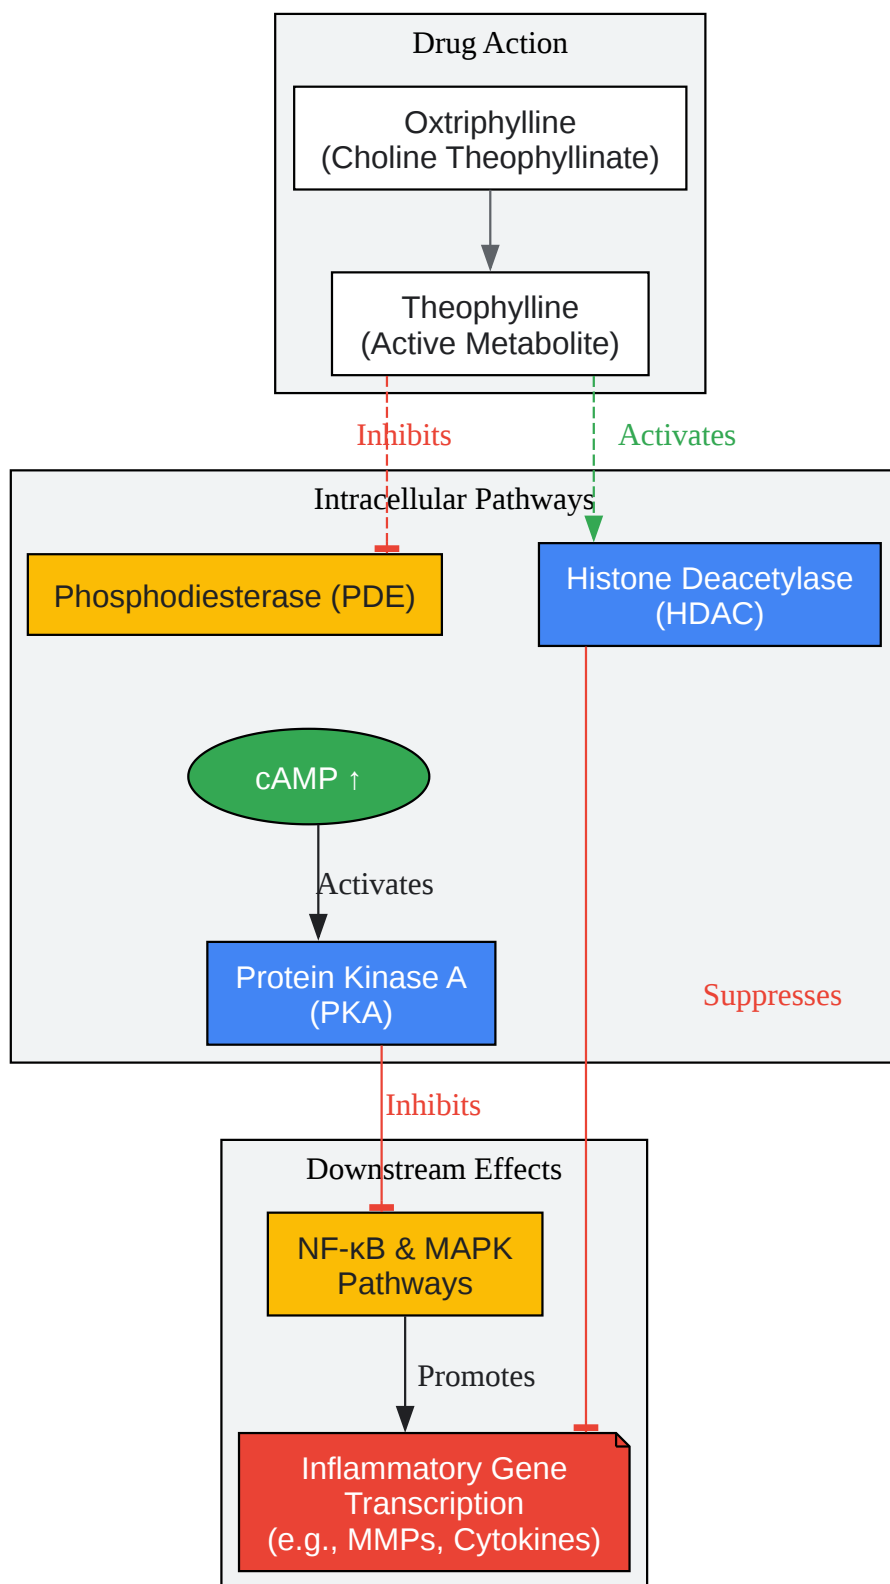 Drug Action
Oxtriphylline
(Choline Theophyllinate)
Theophylline
(Active Metabolite)
Inhibits
Activates
Intracellular Pathways
Phosphodiesterase (PDE)
Histone Deacetylase
(HDAC)
cAMP ↑
Activates
Protein Kinase A
(PKA)
Suppresses
Inhibits
Downstream Effects
NF-κB & MAPK
Pathways
Promotes
Inflammatory Gene
Transcription
(e.g., MMPs, Cytokines)